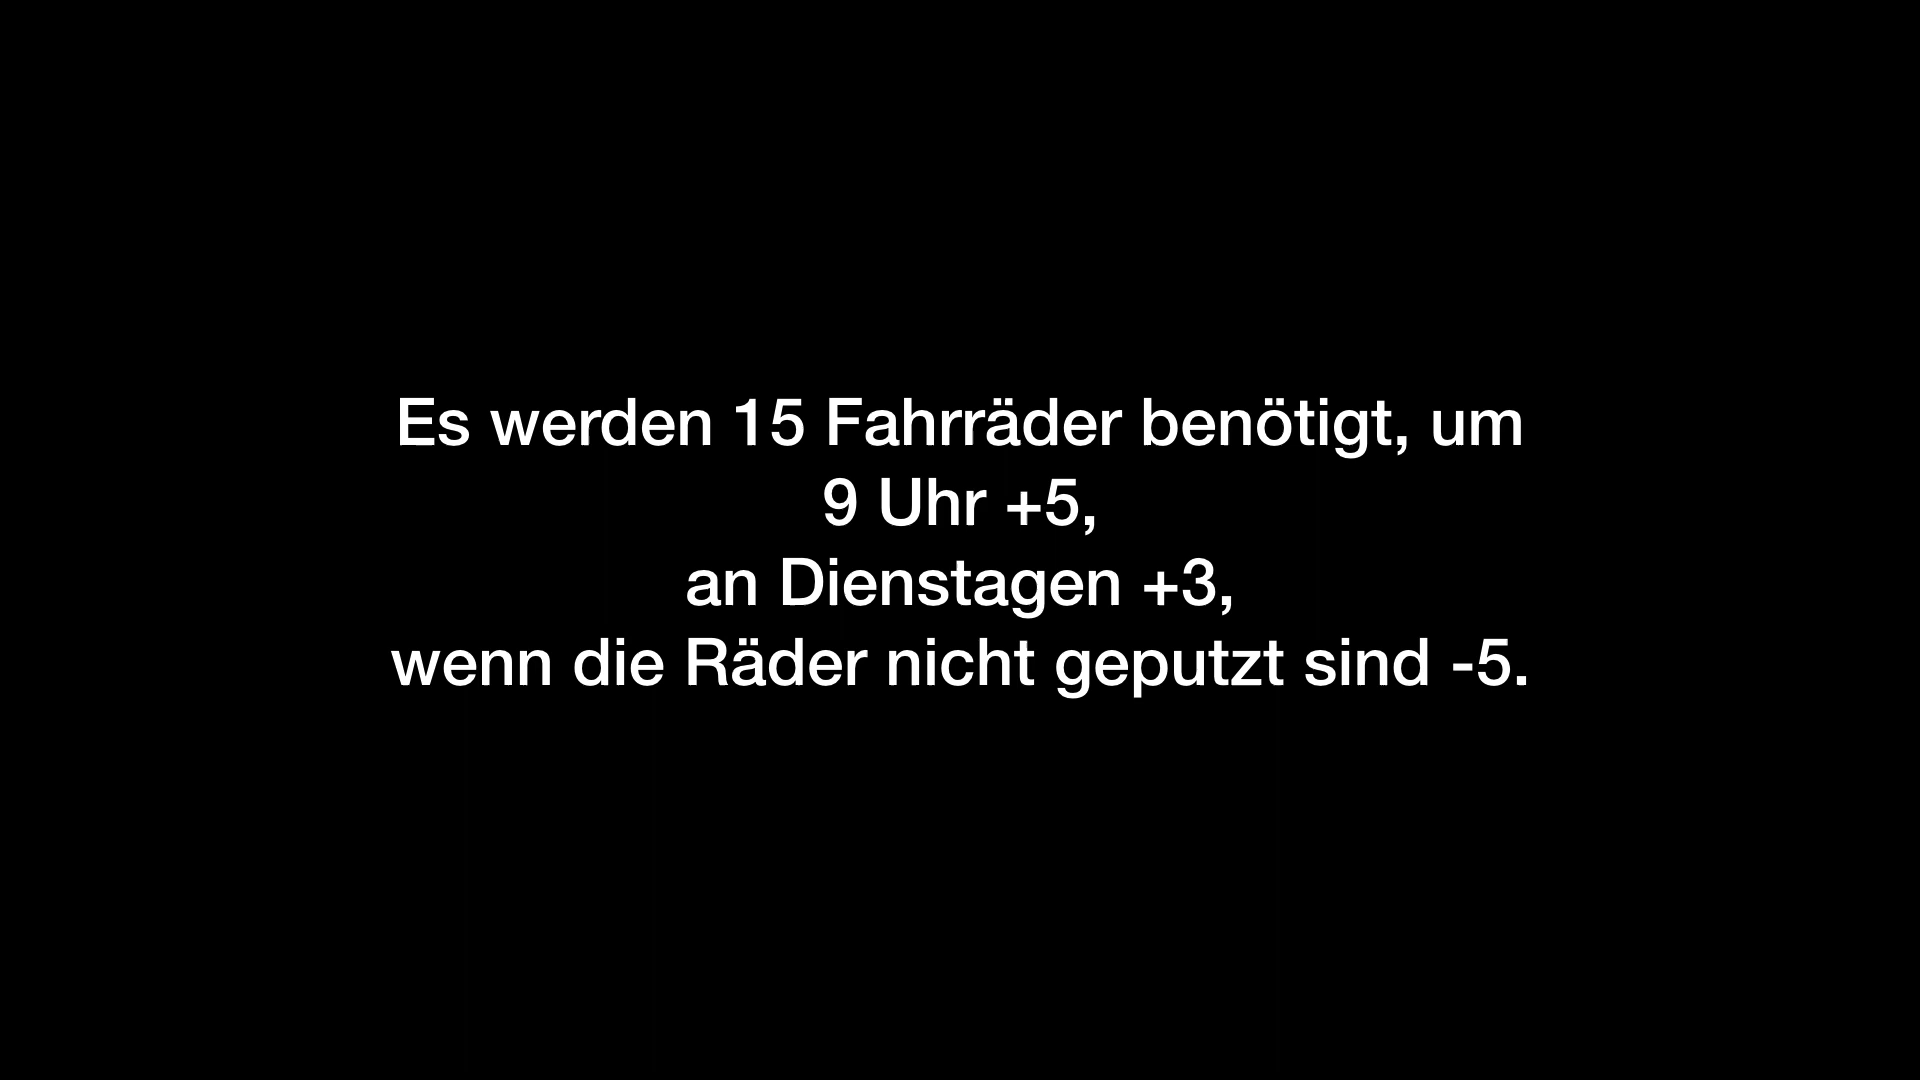 Es werden 15 Fahrräder benötigt, um
9 Uhr +5,
an Dienstagen +3,
wenn die Räder nicht geputzt sind -5.